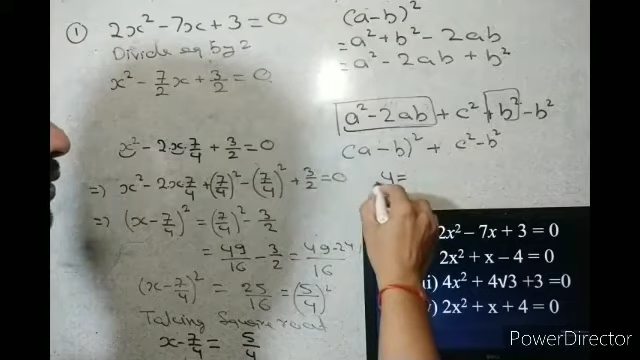 ① 2x² - 7x + 3 = 0
Divide eq by 2
x² - 7/2 x + 3/2 = 0
x² - 2x 7/4 + 3/2 = 0
⇒ x² - 2x 7/4 + (7/4)² - (7/4)² + 3/2 = 0
⇒ (x - 7/4)² = (7/4)² - 3/2
= 49/16 - 3/2 = 49-24/16
(x - 7/4)² = 25/16 = (5/4)²
Taking Square root
x - 7/4 = 5/4
(a-b)²
= a² + b² - 2ab
= a² - 2ab + b²
a² - 2ab + c² + b² - b²
(a-b)² + c² - b²
y =
2x² – 7x + 3 = 0
2x² + x – 4 = 0
ii) 4x² + 4√3 +3 =0
) 2x² + x + 4 = 0
PowerDirector